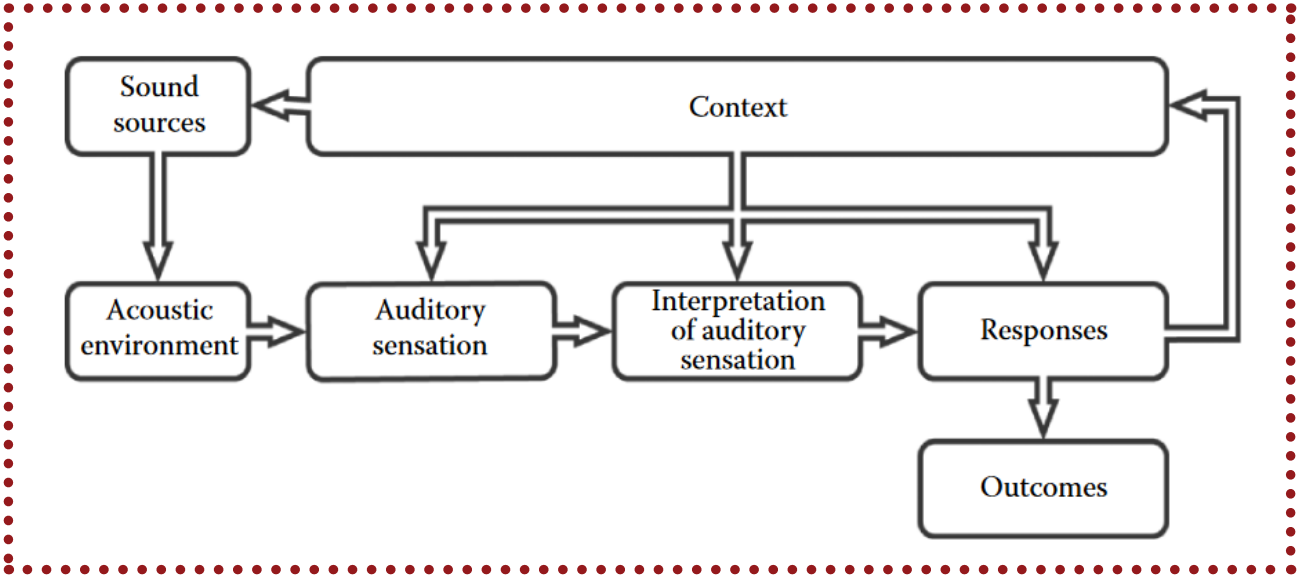 Sound
sources
Context
Acoustic
environment
Auditory
sensation
Interpretation
of auditory
sensation
Responses
Outcomes